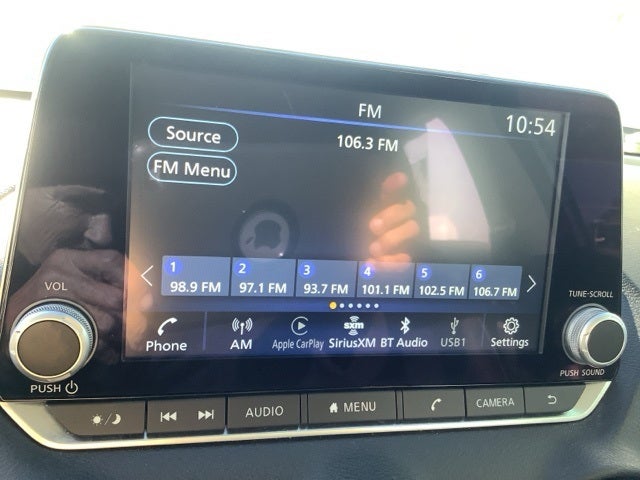 FM
10:54
Source
106.3 FM
FM Menu
1 2 3 4 5 6
98.9 FM 97.1 FM 93.7 FM 101.1 FM 102.5 FM 106.7 FM
VOL
TUNE·SCROLL
sxm
Phone AM Apple CarPlay SiriusXM BT Audio USB1 Settings
PUSH
PUSH SOUND
AUDIO MENU CAMERA